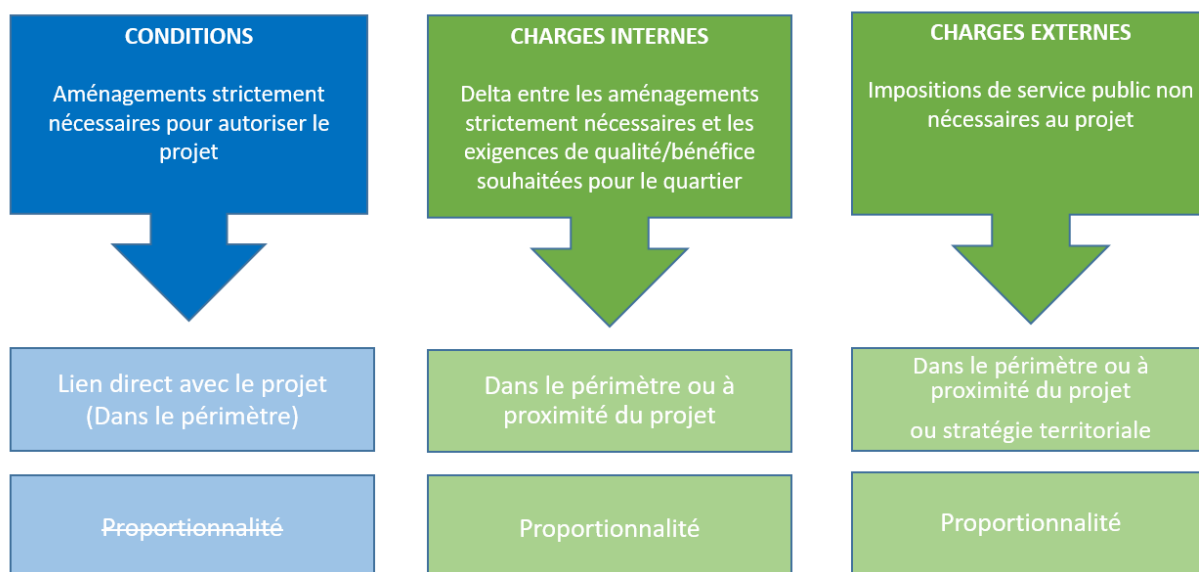 CONDITIONS
Aménagements strictement
nécessaires pour autoriser le
projet
CHARGES INTERNES
Delta entre les aménagements
strictement nécessaires et les
exigences de qualité/bénéfice
souhaitées pour le quartier
CHARGES EXTERNES
Impositions de service public non
nécessaires au projet
Lien direct avec le projet
(Dans le périmètre)
Dans le périmètre ou à
proximité du projet
Dans le périmètre ou à
proximité du projet
ou stratégie territoriale
Proportionnalité
Proportionnalité
Proportionnalité